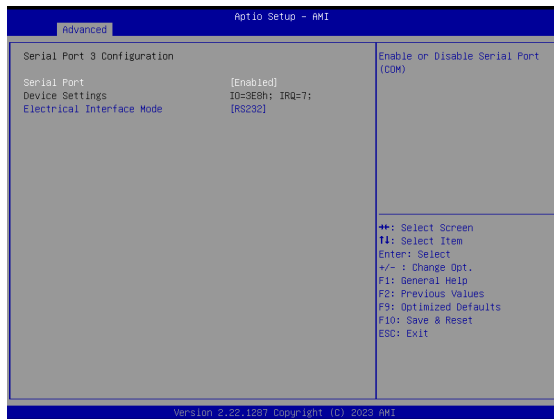 Aptio Setup – AMI
Advanced
Serial Port 3 Configuration
Serial Port [Enabled]
Device Settings IO=3E8h; IRQ=7;
Electrical Interface Mode [RS232]
Enable or Disable Serial Port
(COM)
→←: Select Screen
↑↓: Select Item
Enter: Select
+/- : Change Opt.
F1: General Help
F2: Previous Values
F9: Optimized Defaults
F10: Save & Reset
ESC: Exit
Version 2.22.1287 Copyright (C) 2023 AMI